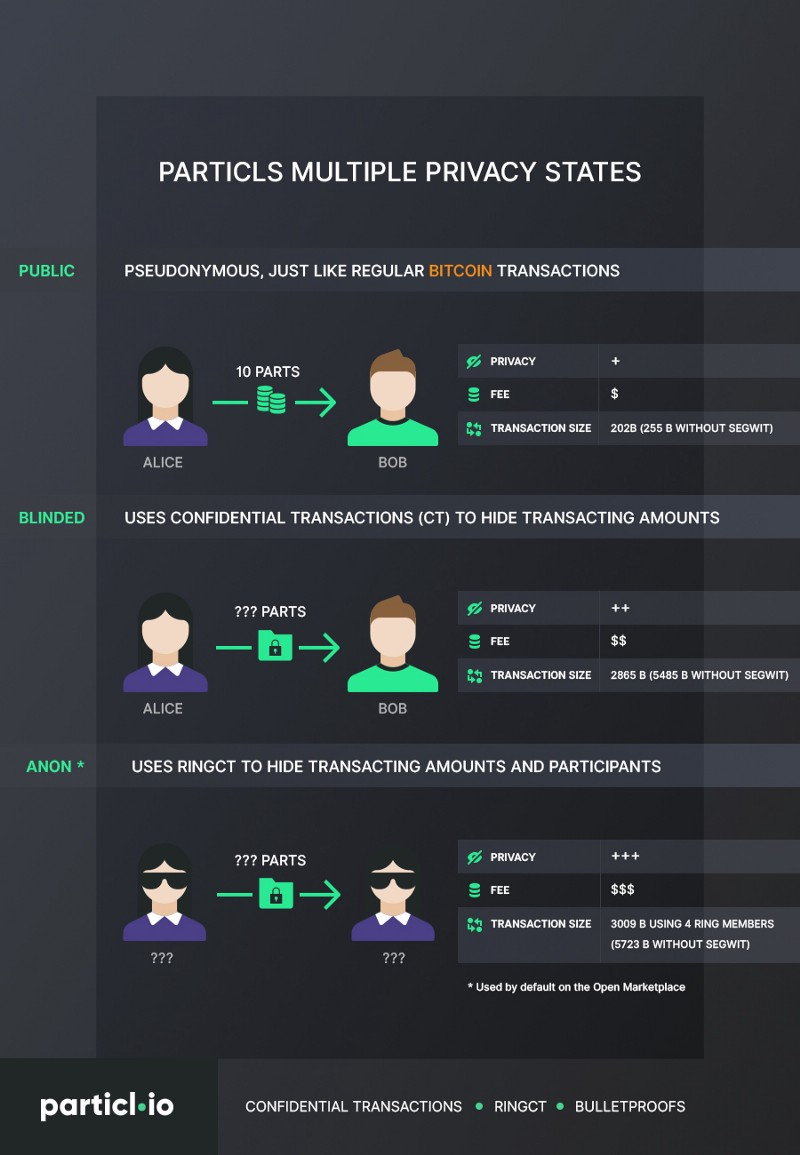 PARTICLS MULTIPLE PRIVACY STATES
PUBLIC
PSEUDONYMOUS, JUST LIKE REGULAR BITCOIN TRANSACTIONS
10 PARTS
ALICE
BOB
PRIVACY +
FEE $
TRANSACTION SIZE 202B (255 B WITHOUT SEGWIT)
BLINDED
USES CONFIDENTIAL TRANSACTIONS (CT) TO HIDE TRANSACTING AMOUNTS
??? PARTS
ALICE
BOB
PRIVACY ++
FEE $$
TRANSACTION SIZE 2865 B (5485 B WITHOUT SEGWIT)
ANON *
USES RINGCT TO HIDE TRANSACTING AMOUNTS AND PARTICIPANTS
??? PARTS
???
???
PRIVACY +++
FEE $$$
TRANSACTION SIZE 3009 B USING 4 RING MEMBERS
(5723 B WITHOUT SEGWIT)
* Used by default on the Open Marketplace
particl.io
CONFIDENTIAL TRANSACTIONS • RINGCT • BULLETPROOFS